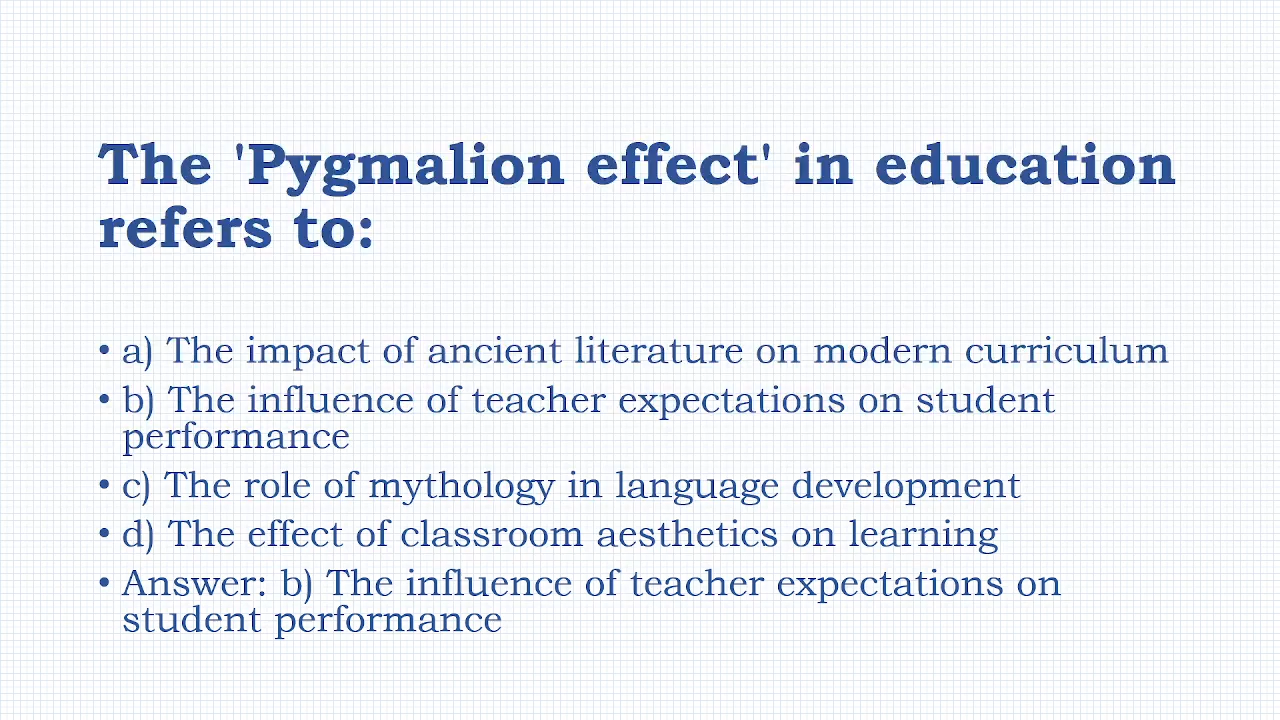 The 'Pygmalion effect' in education
refers to:
• a) The impact of ancient literature on modern curriculum
• b) The influence of teacher expectations on student
performance
• c) The role of mythology in language development
• d) The effect of classroom aesthetics on learning
• Answer: b) The influence of teacher expectations on
student performance